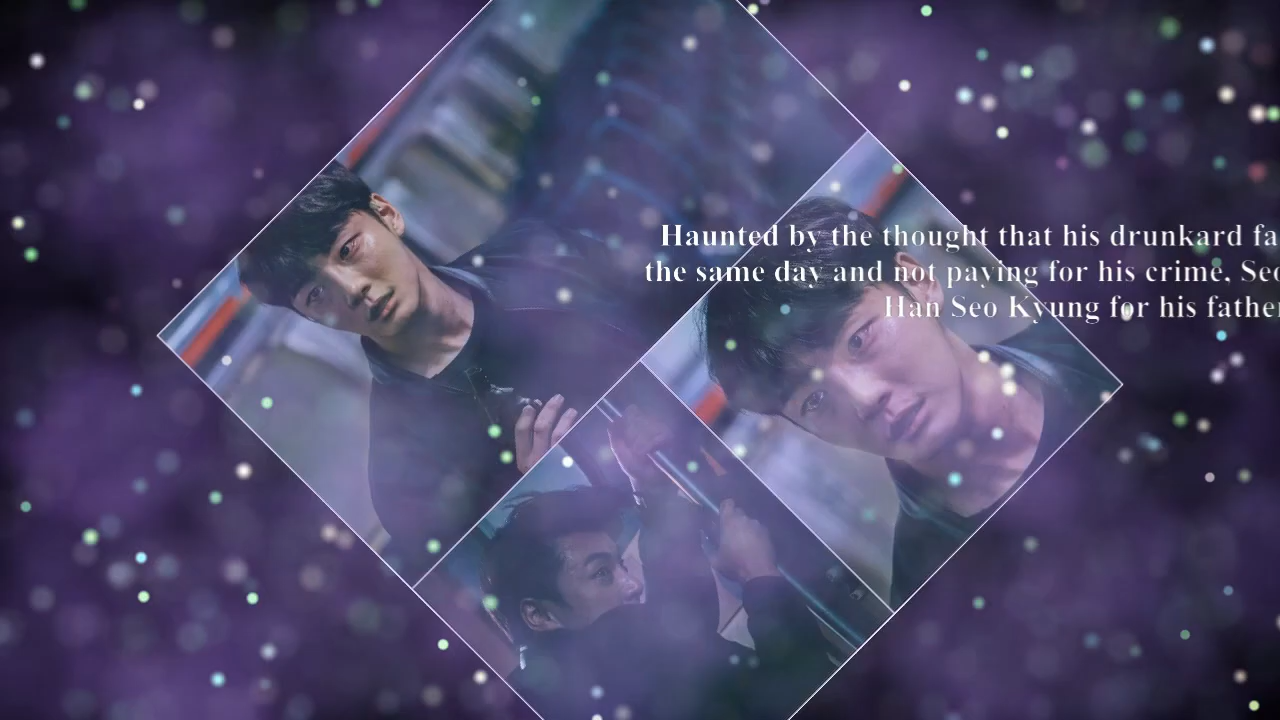 Haunted by the thought that his drunkard fa
the same day and not paying for his crime, Seo
Han Seo Kyung for his father